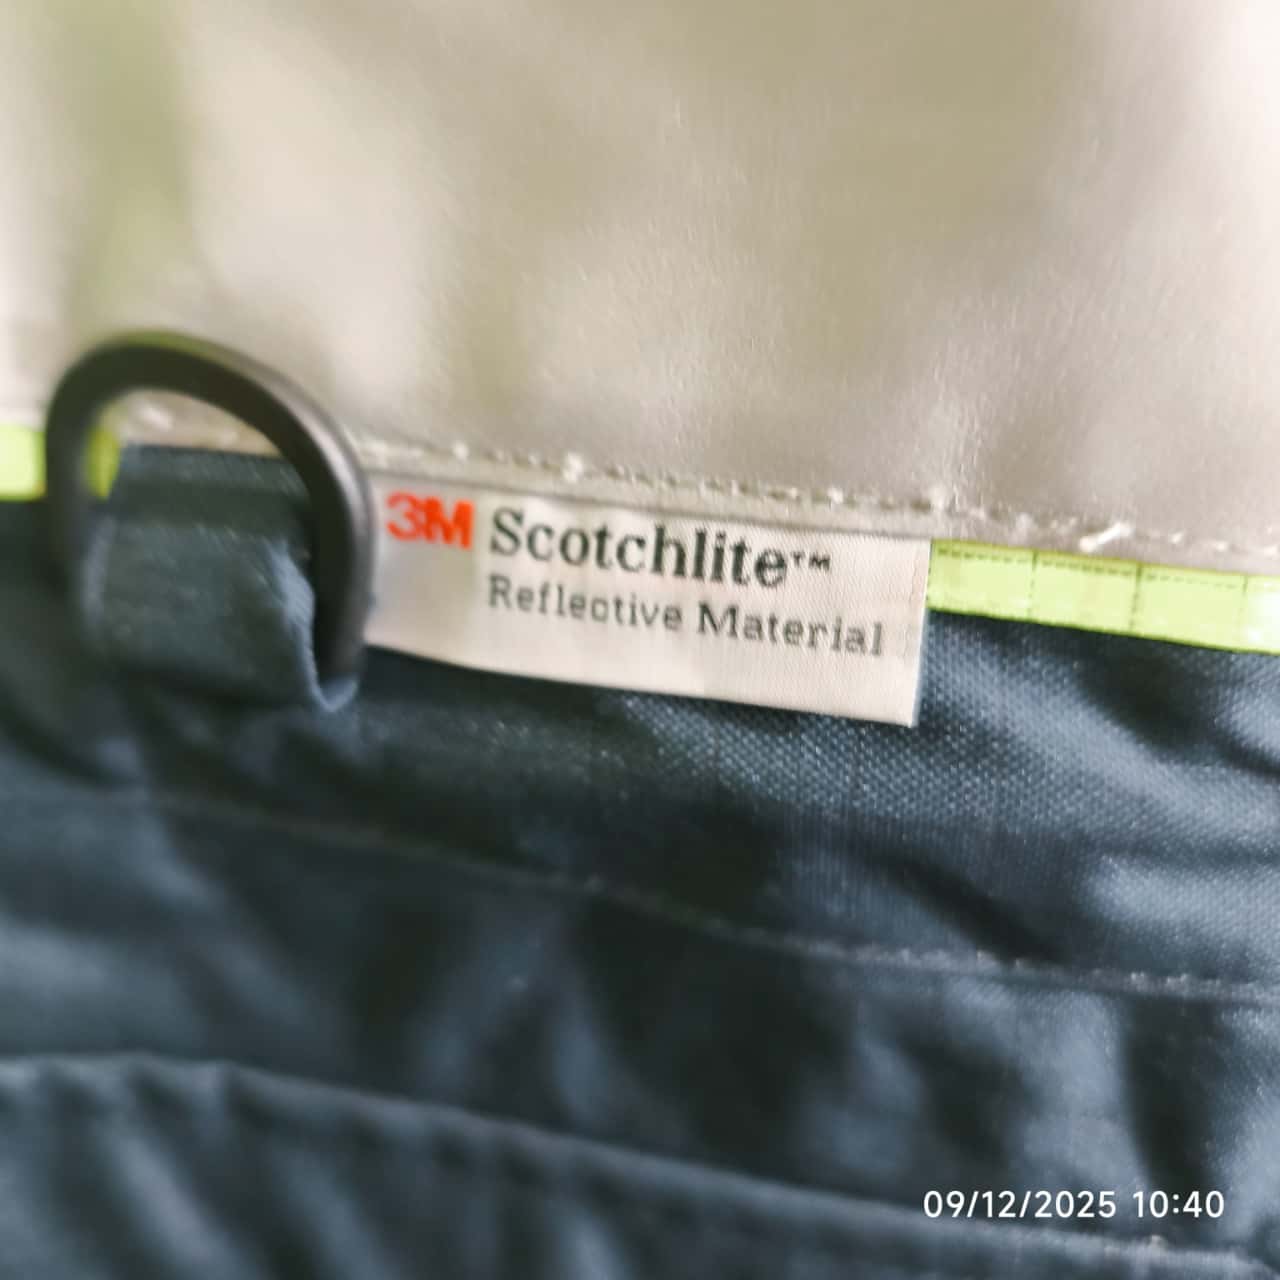 3M Scotchlite™
Reflective Material
09/12/2025 10:40